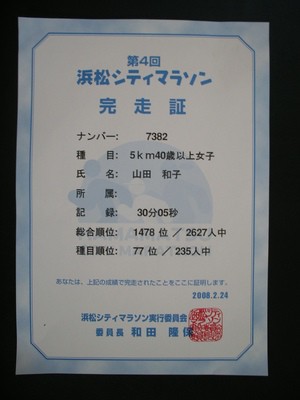 第4回
浜松シティマラソン
完走証
ナンバー: 7382
種 目: 5km40歳以上女子
氏 名: 山田 和子
所 属:
記 録: 30分05秒
総合順位: 1478 位 / 2627人中
種目順位: 77 位 / 235人中
あなたは、上記の成績で完走されたことをここに証明します。
2008.2.24
浜松シティマラソン実行委員会
委員長 和田 隆保